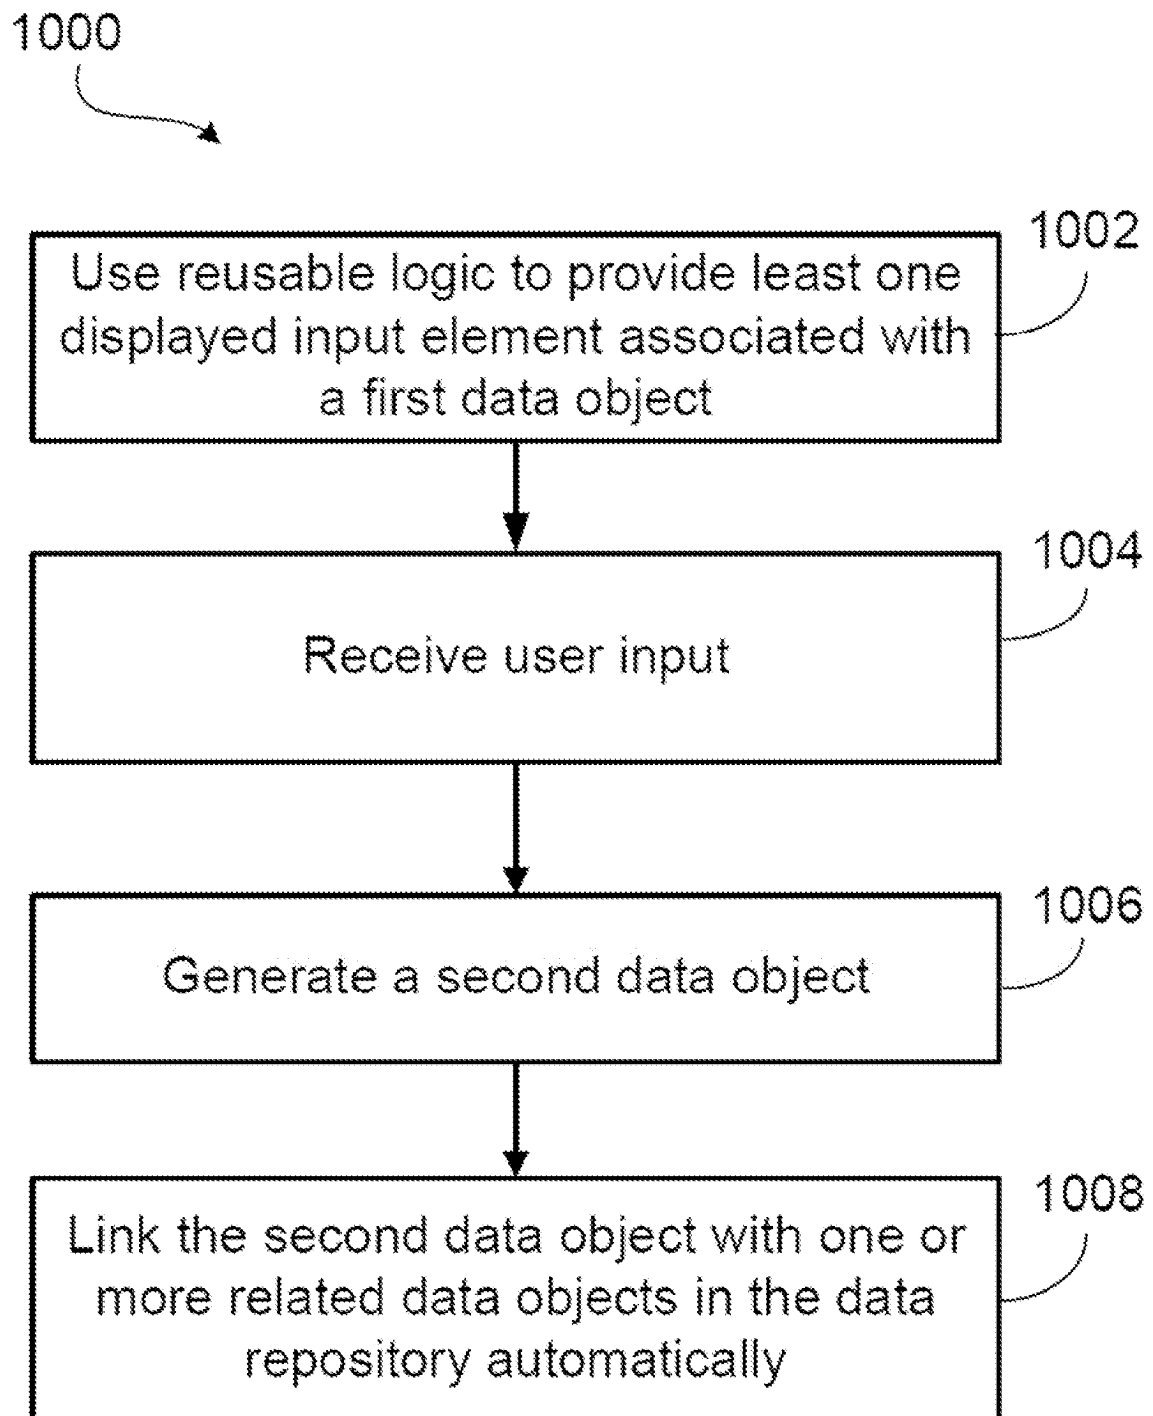 1000
1002
Use reusable logic to provide least one
displayed input element associated with
a first data object
1004
Receive user input
1006
Generate a second data object
1008
Link the second data object with one or
more related data objects in the data
repository automatically